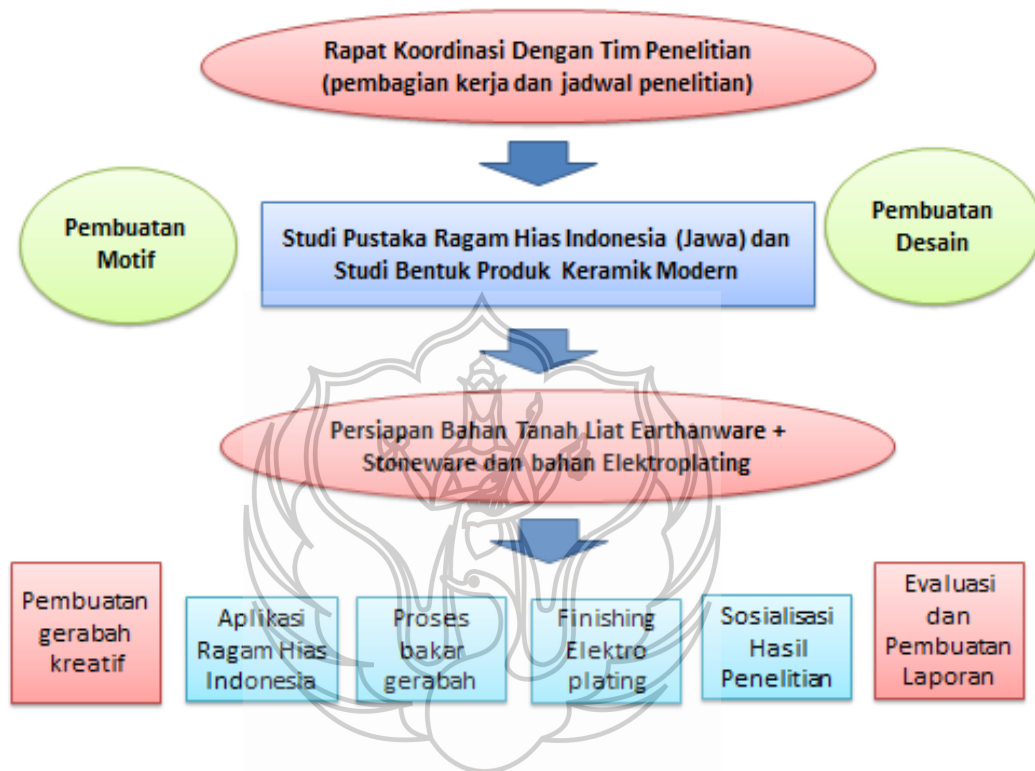 Rapat Koordinasi Dengan Tim Penelitian
(pembagian kerja dan jadwal penelitian)
Pembuatan
Motif
Studi Pustaka Ragam Hias Indonesia (Jawa) dan
Studi Bentuk Produk Keramik Modern
Pembuatan
Desain
Persiapan Bahan Tanah Liat Earthanware +
Stoneware dan bahan Elektroplating
Pembuatan
gerabah
kreatif
Aplikasi
Ragam Hias
Indonesia
Proses
bakar
gerabah
Finishing
Elektro
plating
Sosialisasi
Hasil
Penelitian
Evaluasi
dan
Pembuatan
Laporan